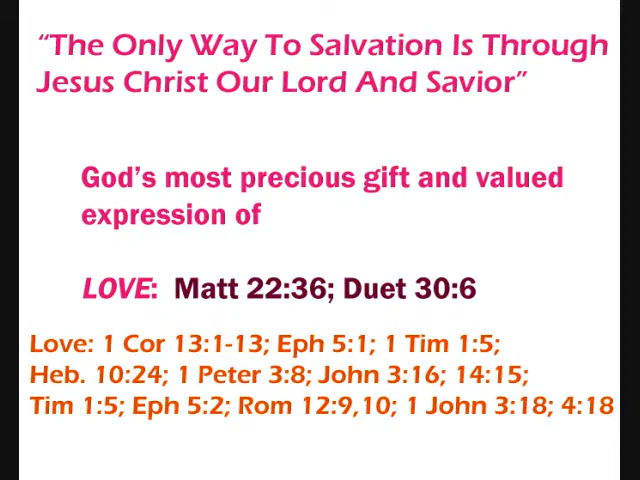 “The Only Way To Salvation Is Through
Jesus Christ Our Lord And Savior”
God’s most precious gift and valued
expression of
LOVE: Matt 22:36; Duet 30:6
Love: 1 Cor 13:1-13; Eph 5:1; 1 Tim 1:5;
Heb. 10:24; 1 Peter 3:8; John 3:16; 14:15;
Tim 1:5; Eph 5:2; Rom 12:9,10; 1 John 3:18; 4:18